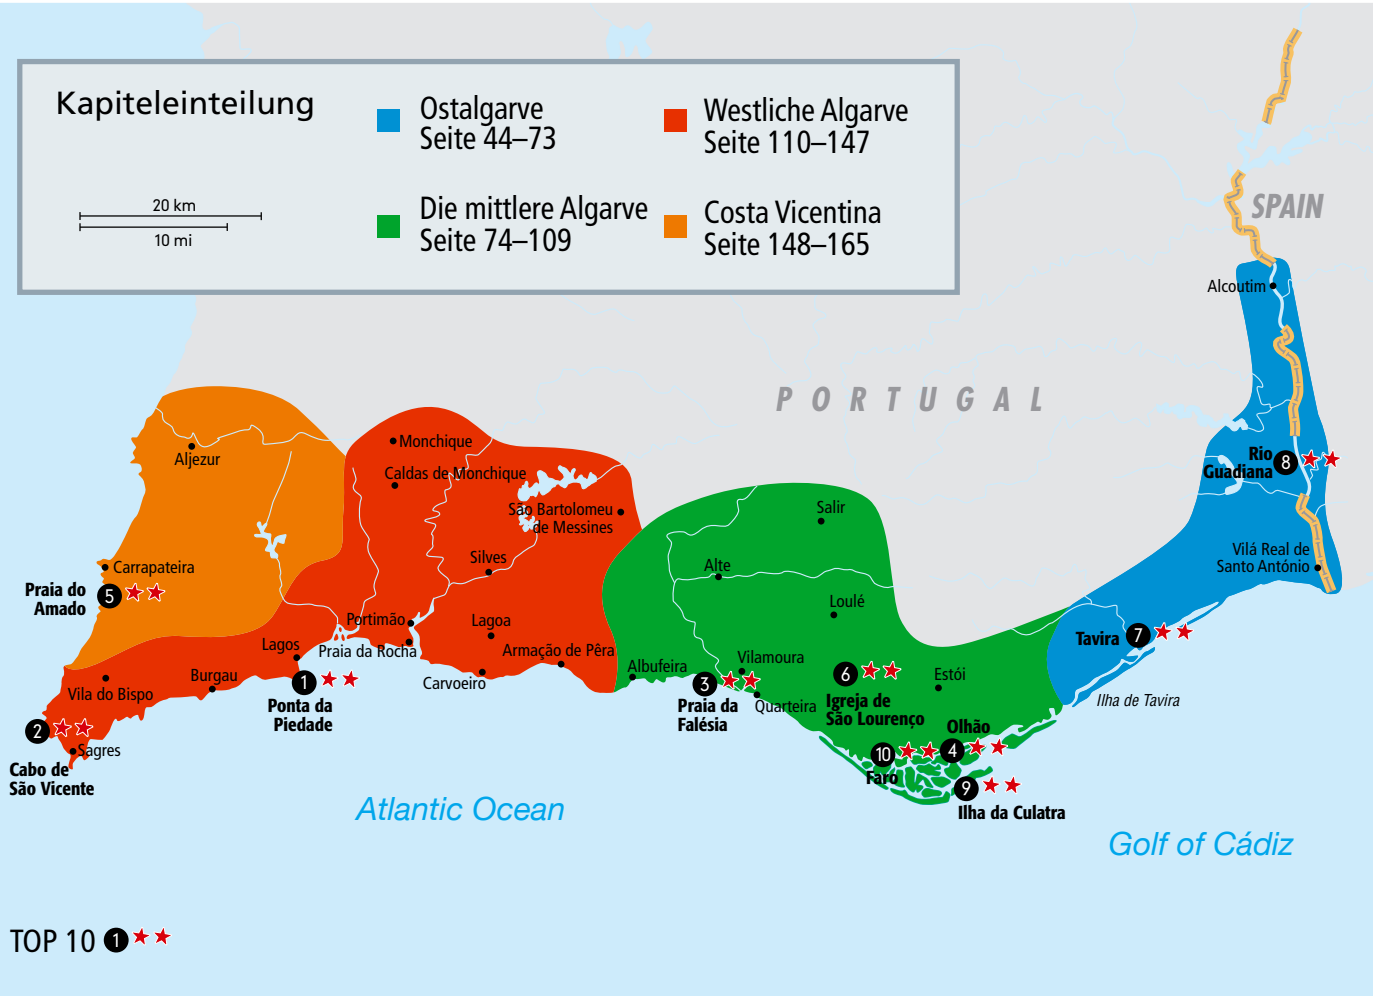 Kapiteleinteilung
20 km
10 mi
Ostalgarve
Seite 44–73
Die mittlere Algarve
Seite 74–109
Westliche Algarve
Seite 110–147
Costa Vicentina
Seite 148–165
SPAIN
Alcoutim
PORTUGAL
Monchique
Aljezur
Caldas de Monchique
Rio
Guadiana
8
São Bartolomeu
de Messines
Salir
Vilá Real de
Santo António
Silves
Alte
Carrapateira
Praia do
Amado
5
Loulé
Portimão
Lagoa
Tavira
7
Lagos
Praia da Rocha
Armação de Pêra
Albufeira
Vilamoura
Estói
Burgau
Vila do Bispo
Carvoeiro
1
Ponta da
Piedade
3
Praia da
Falésia
Quarteira
6
Igreja de
São Lourenço
Ilha de Tavira
2
Sagres
Cabo de
São Vicente
Olhão
4
10
Faro
9
Ilha da Culatra
Atlantic Ocean
Golf of Cádiz
TOP 10 1